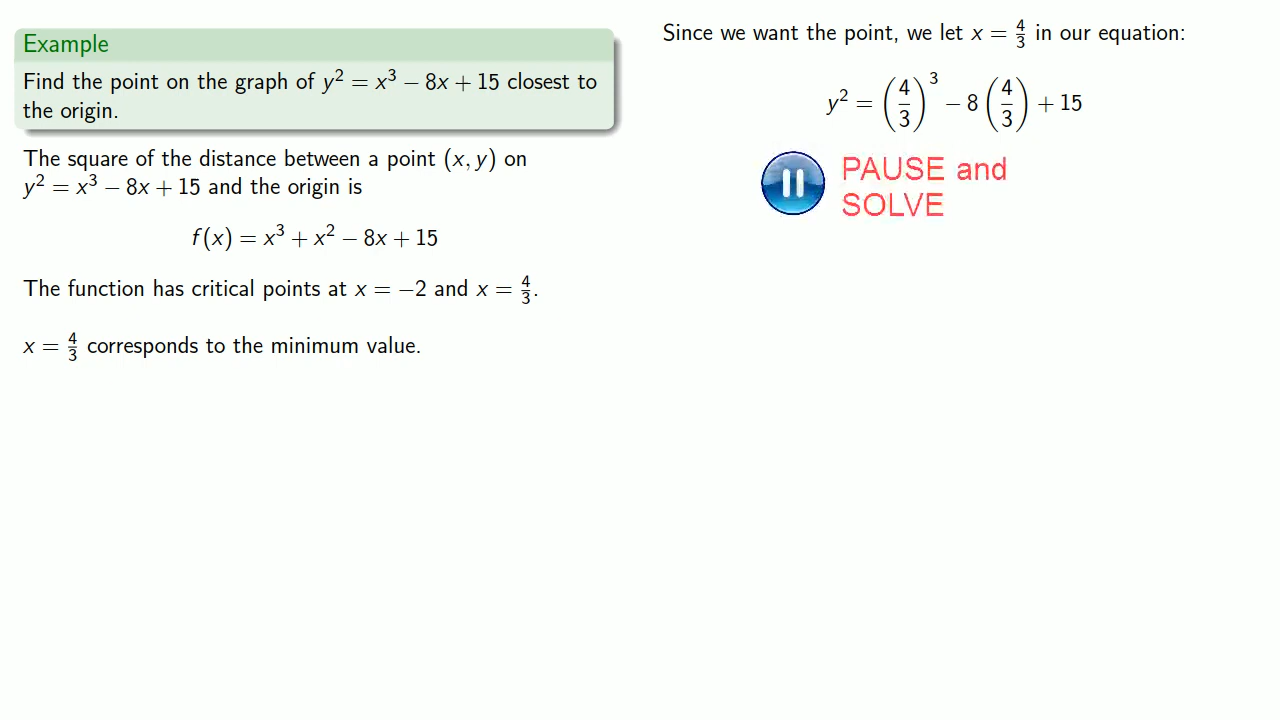 Example
Find the point on the graph of y² = x³ − 8x + 15 closest to
the origin.
The square of the distance between a point (x, y) on
y² = x³ − 8x + 15 and the origin is
f(x) = x³ + x² − 8x + 15
The function has critical points at x = −2 and x = 4/3.
x = 4/3 corresponds to the minimum value.
Since we want the point, we let x = 4/3 in our equation:
y² = (4/3)³ − 8(4/3) + 15
PAUSE and
SOLVE